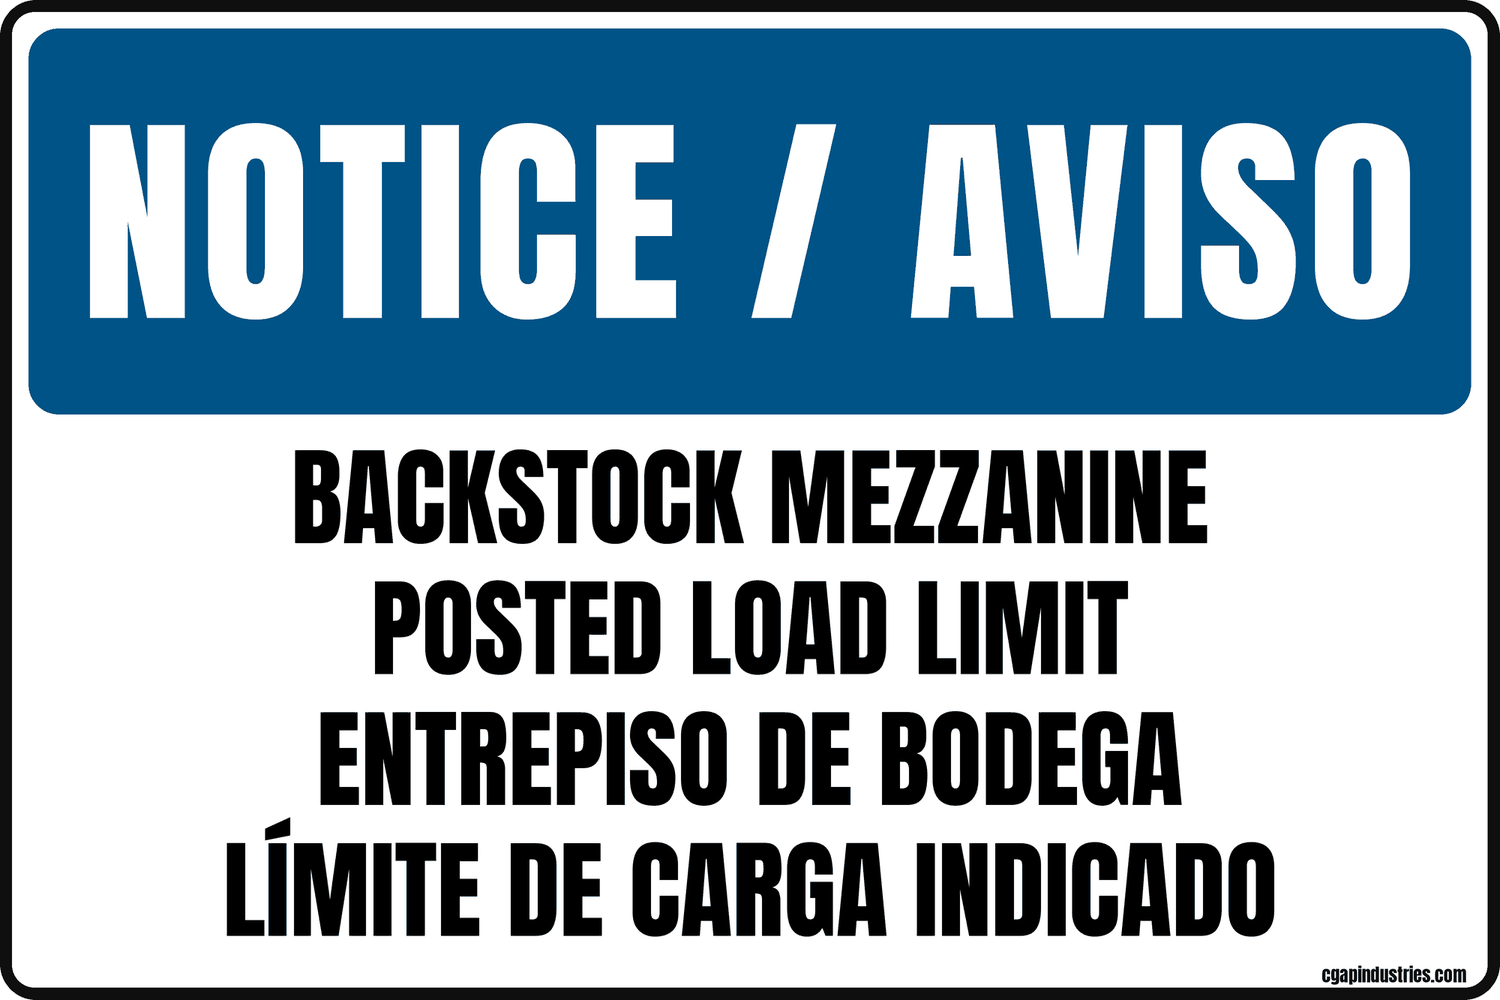 NOTICE / AVISO
BACKSTOCK MEZZANINE
POSTED LOAD LIMIT
ENTREPISO DE BODEGA
LÍMITE DE CARGA INDICADO
cgapindustries.com